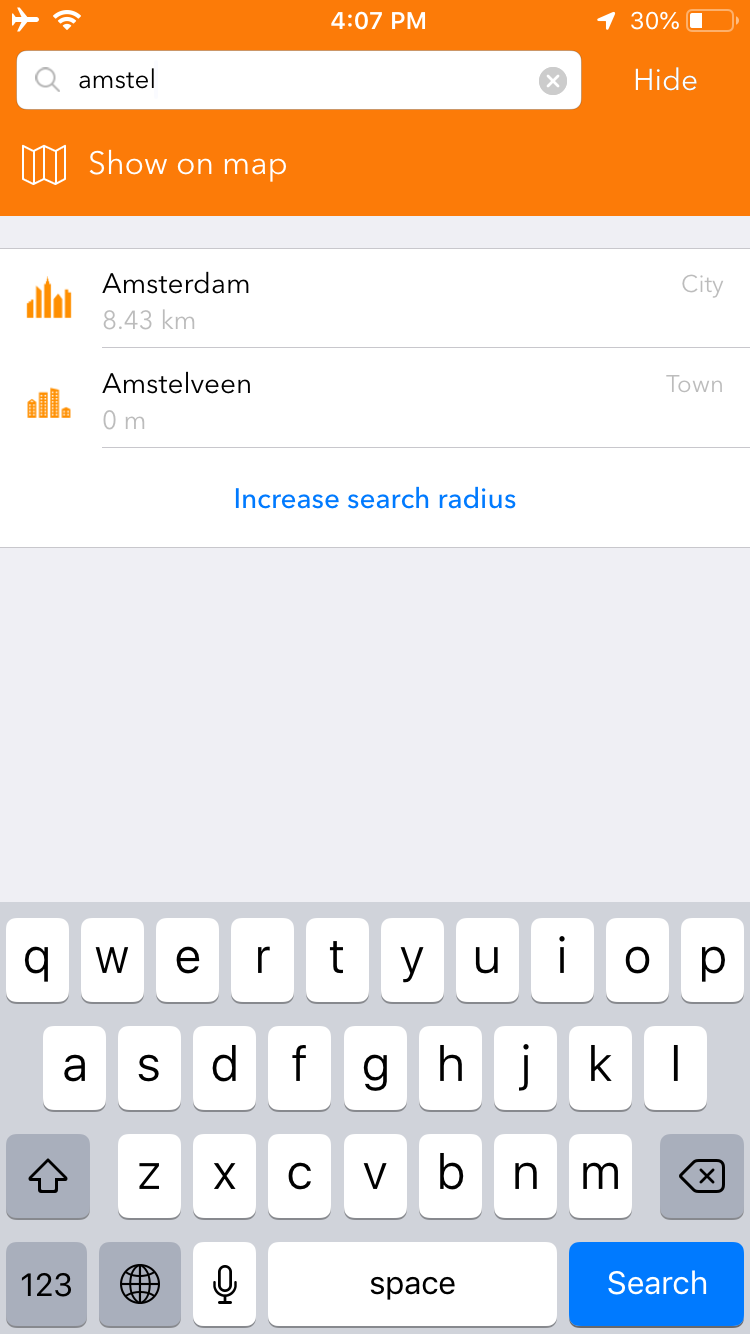 4:07 PM 30%
amstel Hide
Show on map
Amsterdam City
8.43 km
Amstelveen Town
0 m
Increase search radius
q w e r t y u i o p
a s d f g h j k l
z x c v b n m
123 space Search